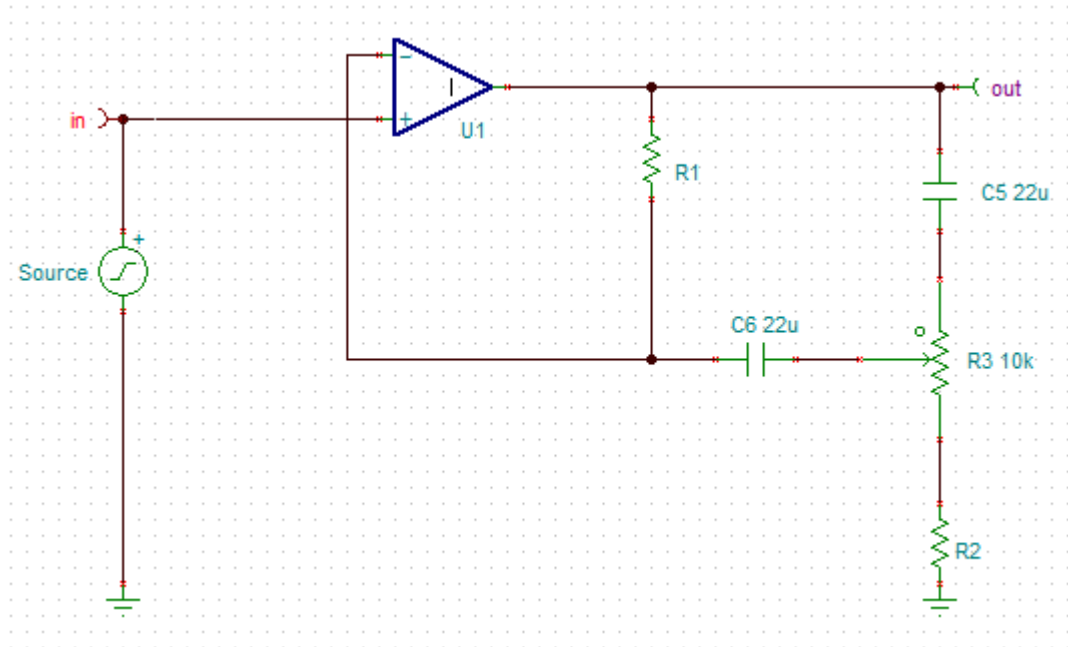 in
−
+
I
U1
out
R1
C5 22u
+
Source
C6 22u
R3 10k
R2